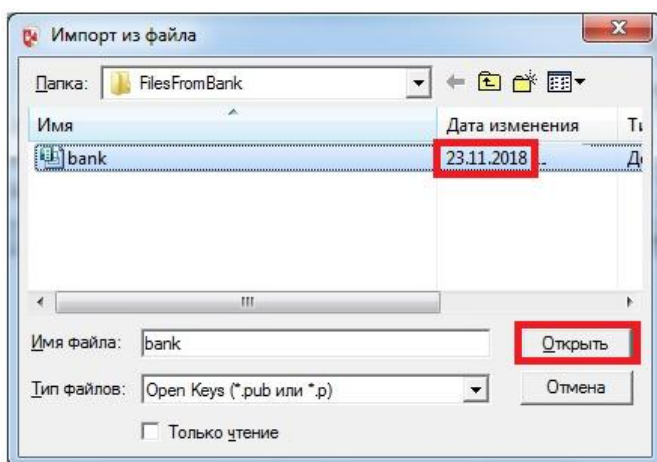 Импорт из файла
Папка: FilesFromBank
Имя Дата изменения
bank 23.11.2018 ..
Имя файла: bank Открыть
Тип файлов: Open Keys (*.pub или *.p) Отмена
Только чтение